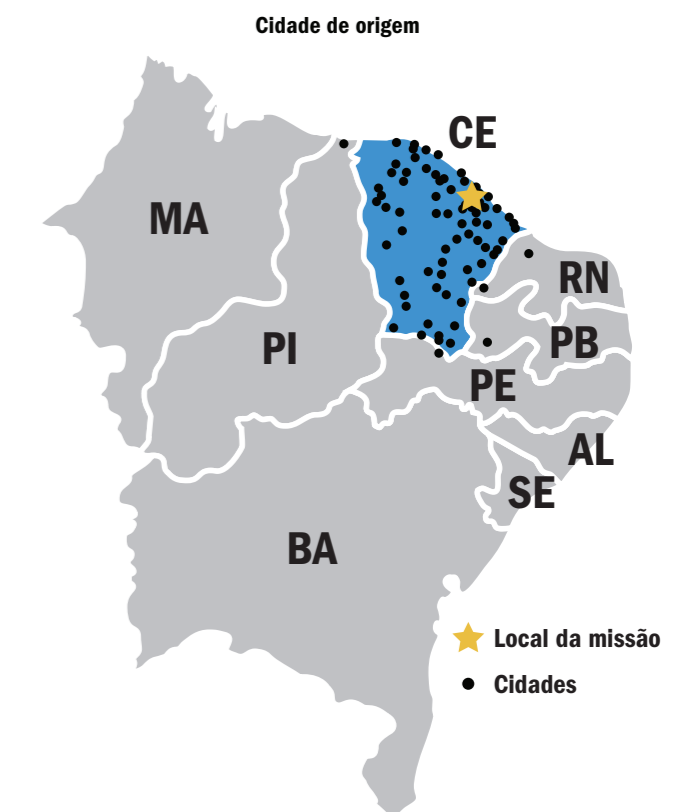 Cidade de origem
CE
MA
RN
PI
PB
PE
AL
SE
BA
Local da missão
Cidades